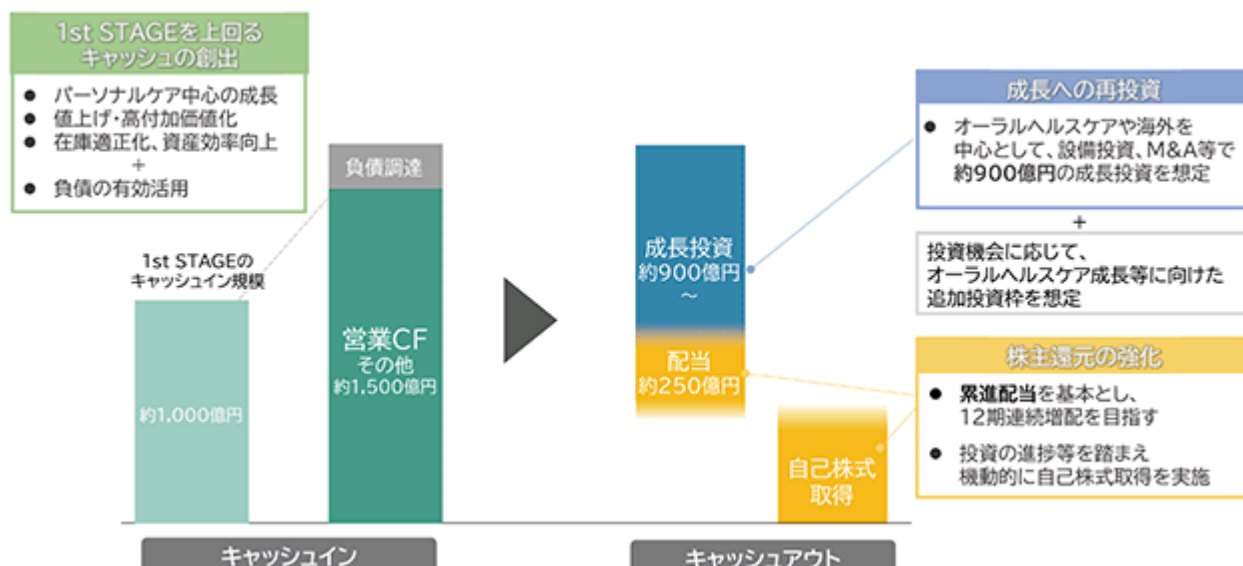 1st STAGEを上回る
キャッシュの創出
● パーソナルケア中心の成長
● 値上げ・高付加価値化
● 在庫適正化、資産効率向上
+
● 負債の有効活用
1st STAGEの
キャッシュイン規模
約1,000億円
負債調達
営業CF
その他
約1,500億円
キャッシュイン
成長投資
約900億円
～
配当
約250億円
自己株式
取得
キャッシュアウト
成長への再投資
● オーラルヘルスケアや海外を
中心として、設備投資、M&A等で
約900億円の成長投資を想定
+
投資機会に応じて、
オーラルヘルスケア成長等に向けた
追加投資枠を想定
株主還元の強化
● 累進配当を基本とし、
12期連続増配を目指す
● 投資の進捗等を踏まえ
機動的に自己株式取得を実施